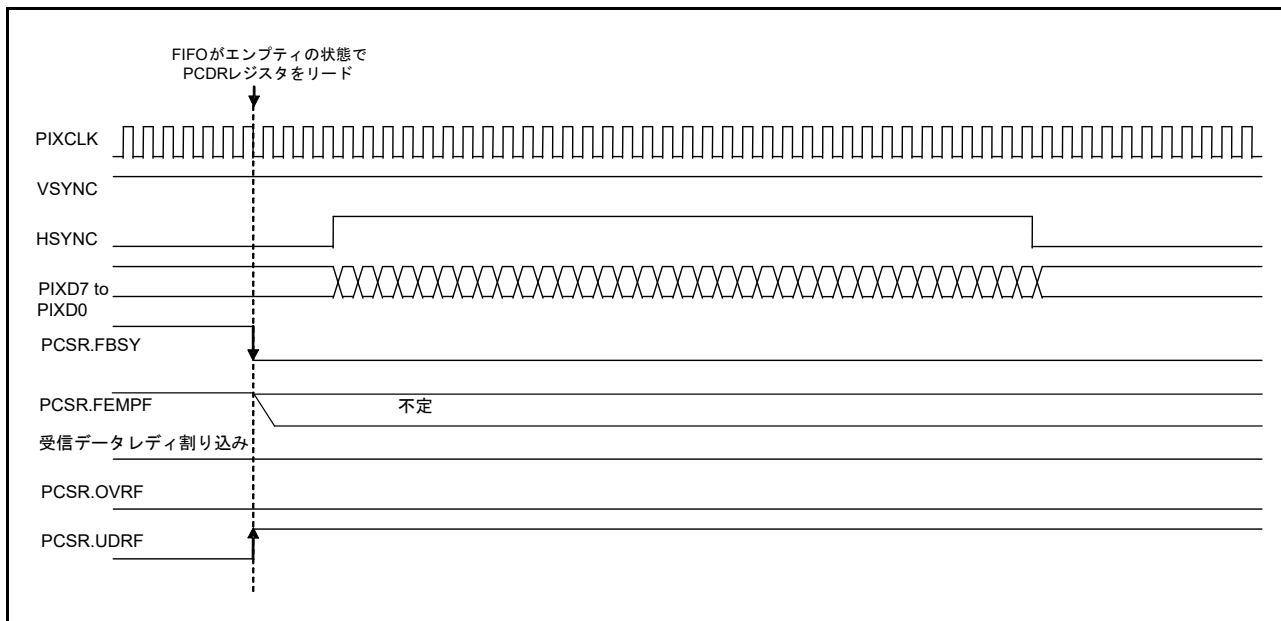 FIFOがエンプティの状態で
PCDRレジスタをリード
PIXCLK
VSYNC
HSYNC
PIXD7 to
PIXD0
PCSR.FBSY
PCSR.FEMPF
不定
受信データレディ割り込み
PCSR.OVRF
PCSR.UDRF